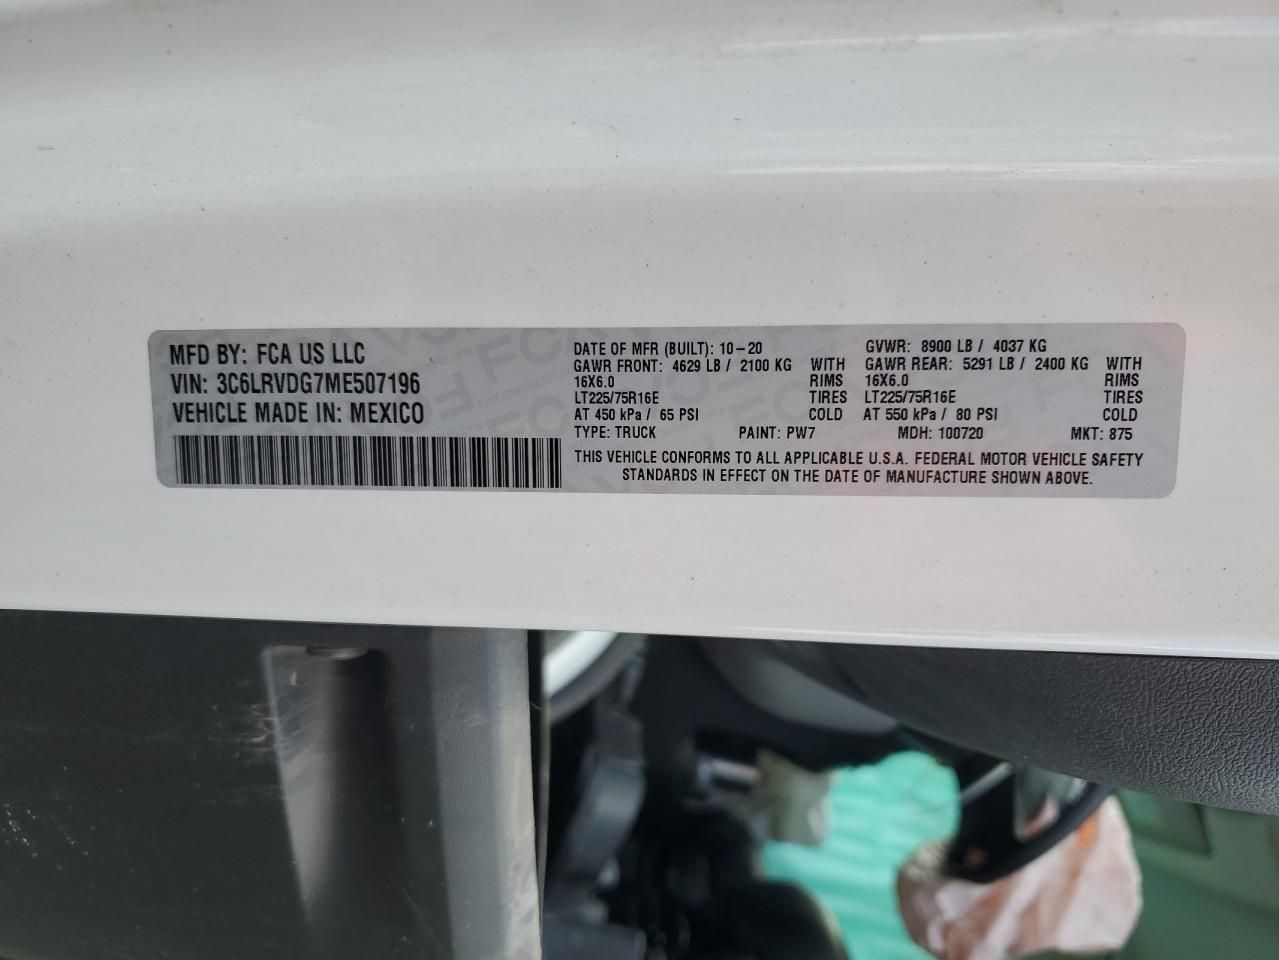 MFD BY: FCA US LLC
VIN: 3C6LRVDG7ME507196
VEHICLE MADE IN: MEXICO
DATE OF MFR (BUILT): 10-20 GVWR: 8900 LB / 4037 KG
GAWR FRONT: 4629 LB / 2100 KG WITH GAWR REAR: 5291 LB / 2400 KG WITH
16X6.0 RIMS 16X6.0 RIMS
LT225/75R16E TIRES LT225/75R16E TIRES
AT 450 kPa / 65 PSI COLD AT 550 kPa / 80 PSI COLD
TYPE: TRUCK PAINT: PW7 MDH: 100720 MKT: 875
THIS VEHICLE CONFORMS TO ALL APPLICABLE U.S.A. FEDERAL MOTOR VEHICLE SAFETY
STANDARDS IN EFFECT ON THE DATE OF MANUFACTURE SHOWN ABOVE.